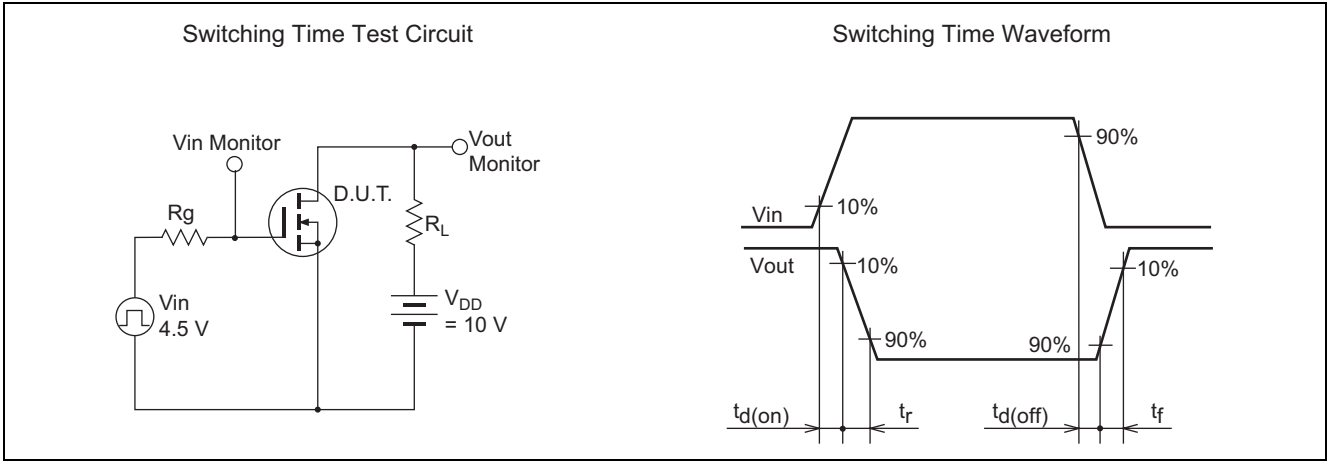 Switching Time Test Circuit
Vin Monitor
Vout
Monitor
D.U.T.
Rg
RL
Vin
4.5 V
VDD
= 10 V
Switching Time Waveform
90%
10%
Vin
Vout
10%
10%
90%
90%
td(on)
tr
td(off)
tf